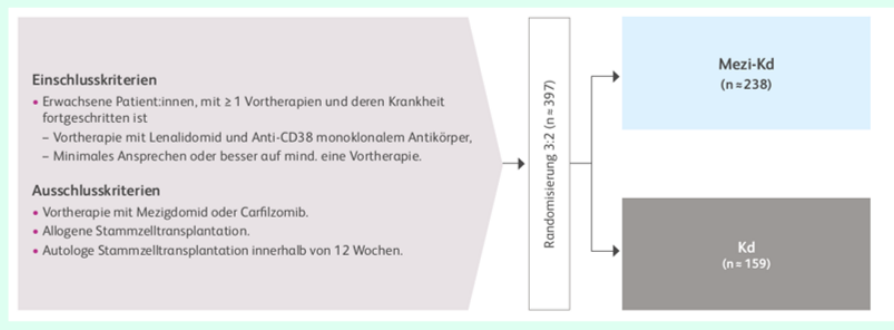 Einschlusskriterien
• Erwachsene Patient:innen, mit ≥ 1 Vortherapien und deren Krankheit
fortgeschritten ist
– Vortherapie mit Lenalidomid und Anti-CD38 monoklonalem Antikörper,
– Minimales Ansprechen oder besser auf mind. eine Vortherapie.
Ausschlusskriterien
• Vortherapie mit Mezigdomid oder Carfilzomib.
• Allogene Stammzelltransplantation.
• Autologe Stammzelltransplantation innerhalb von 12 Wochen.
Randomisierung 3:2 (n ≈ 397)
Mezi-Kd
(n ≈ 238)
Kd
(n ≈ 159)